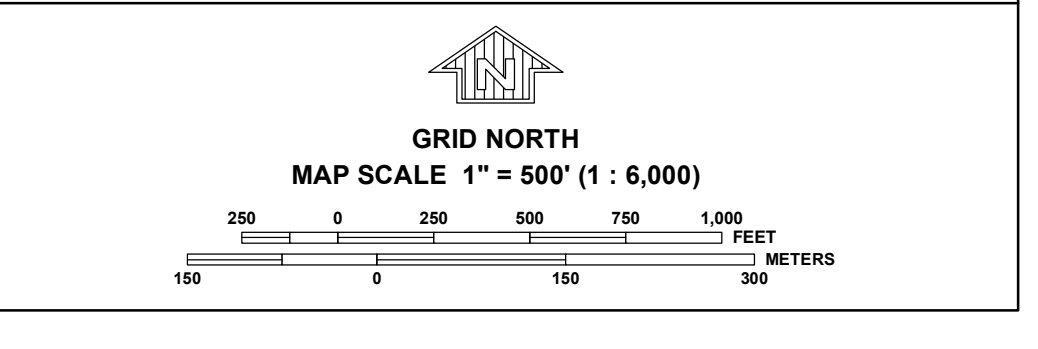 N
GRID NORTH
MAP SCALE 1" = 500' (1 : 6,000)
250 0 250 500 750 1,000
FEET
METERS
150 0 150 300